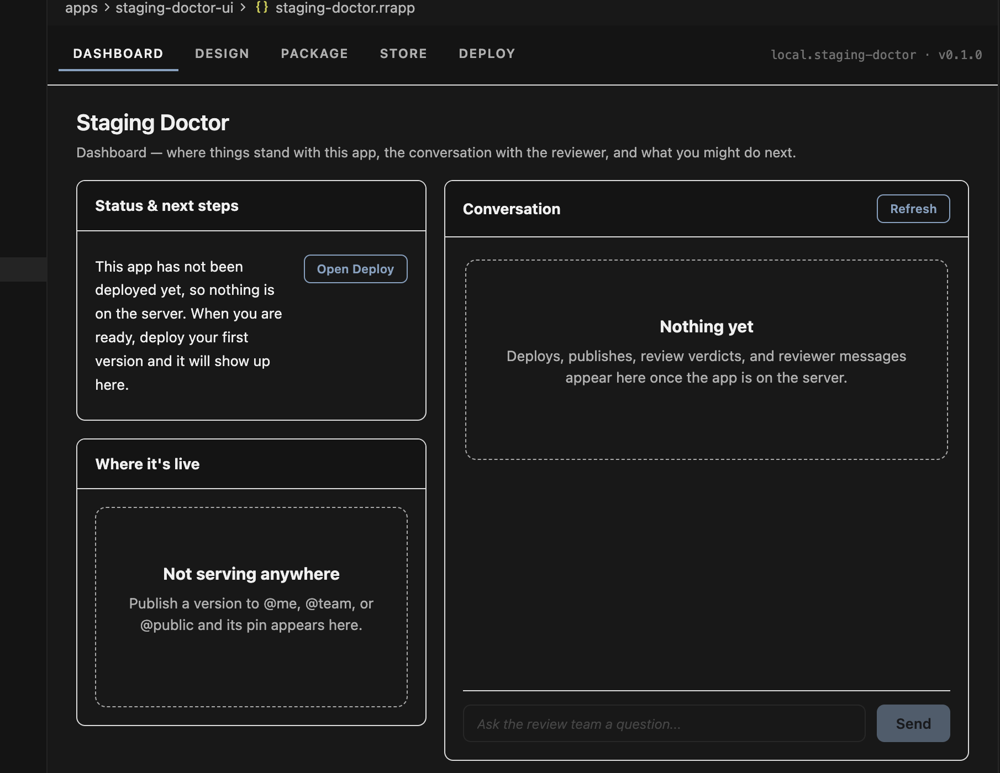 apps > staging-doctor-ui > {} staging-doctor.rrapp
DASHBOARD DESIGN PACKAGE STORE DEPLOY local.staging-doctor · v0.1.0
Staging Doctor
Dashboard — where things stand with this app, the conversation with the reviewer, and what you might do next.
Status & next steps
This app has not been
deployed yet, so nothing is
on the server. When you are
ready, deploy your first
version and it will show up
here.
Open Deploy
Where it's live
Not serving anywhere
Publish a version to @me, @team, or
@public and its pin appears here.
Conversation
Refresh
Nothing yet
Deploys, publishes, review verdicts, and reviewer messages
appear here once the app is on the server.
Ask the review team a question...
Send